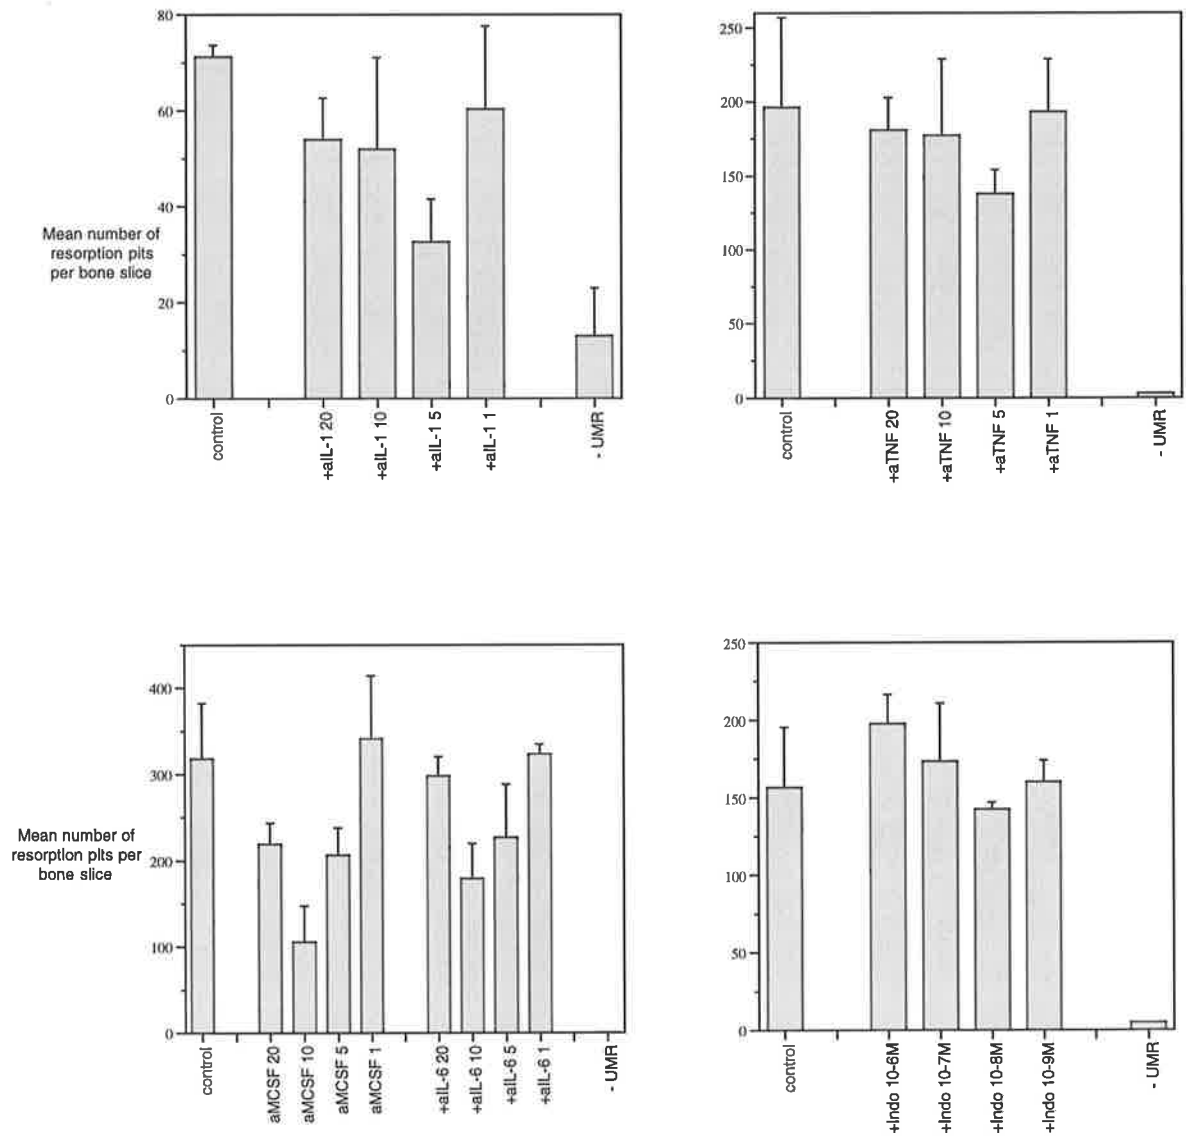 80
60
40
20
0
Mean number of
resorption pits
per bone slice
control
+aIL-1 20
+aIL-1 10
+aIL-1 5
+aIL-1 1
- UMR
250
200
150
100
50
0
control
+aTNF 20
+aTNF 10
+aTNF 5
+aTNF 1
- UMR
400
300
200
100
0
Mean number of
resorption pits per
bone slice
control
aMCSF 20
aMCSF 10
aMCSF 5
aMCSF 1
+aIL-6 20
+aIL-6 10
+aIL-6 5
+aIL-6 1
- UMR
250
200
150
100
50
0
control
+Indo 10-6M
+Indo 10-7M
+Indo 10-8M
+Indo 10-9M
- UMR